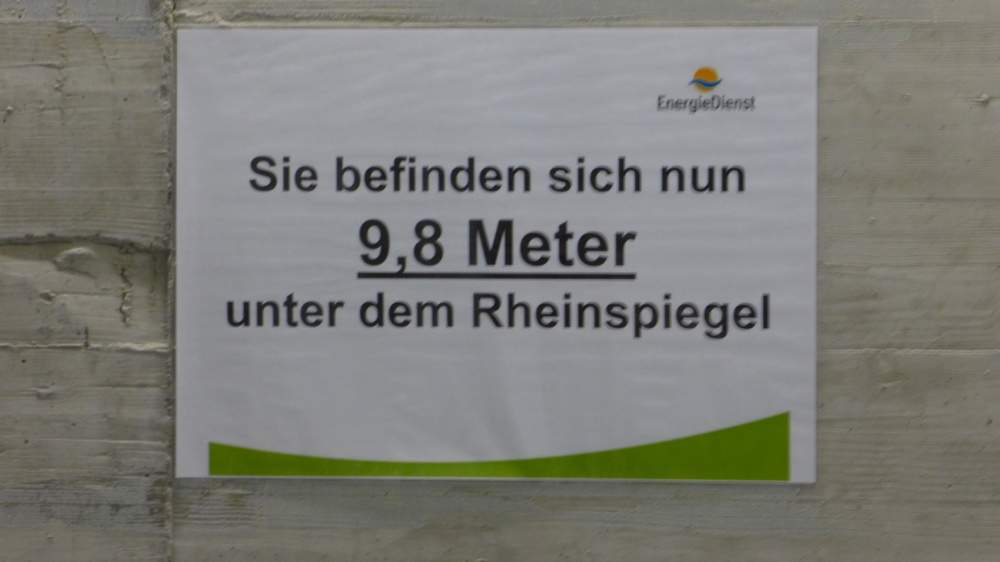 EnergieDienst
Sie befinden sich nun
9,8 Meter
unter dem Rheinspiegel